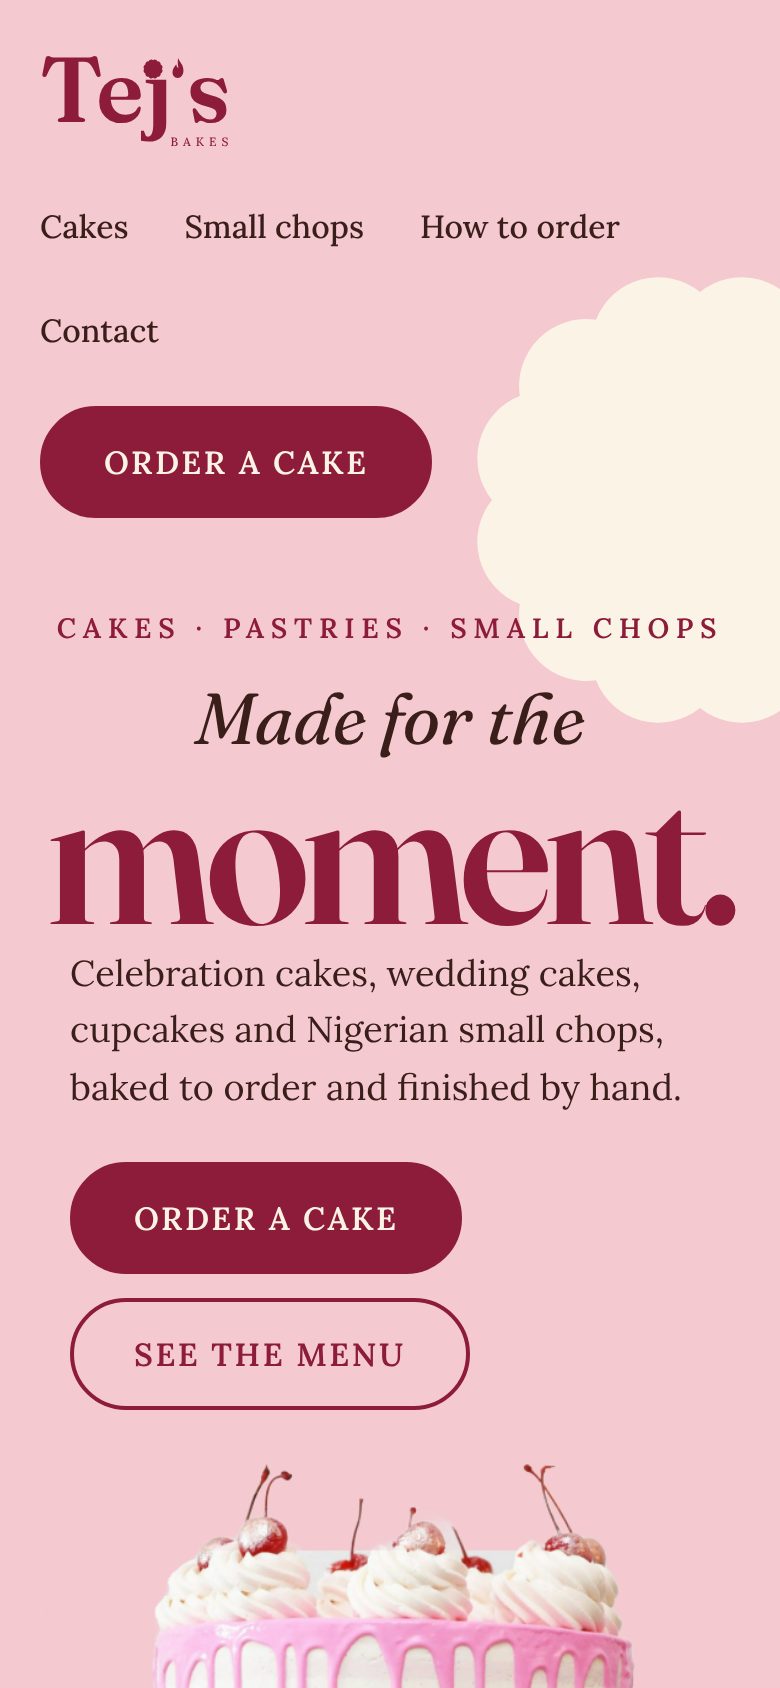 Tej's
BAKES
Cakes Small chops How to order
Contact
ORDER A CAKE
CAKES · PASTRIES · SMALL CHOPS
Made for the
moment.
Celebration cakes, wedding cakes,
cupcakes and Nigerian small chops,
baked to order and finished by hand.
ORDER A CAKE
SEE THE MENU